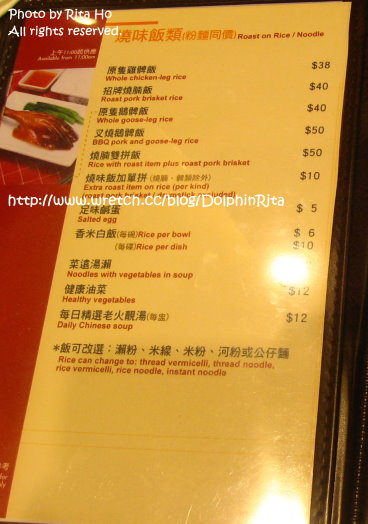 Photo by Rita Ho
All rights reserved.
燒味飯類(粉麵同價) Roast on Rice / Noodle
上午11:00起供應
Available from 11:00am
原隻雞髀飯 $38
Whole chicken-leg rice
招牌燒腩飯 $40
Roast pork brisket rice
原隻鵝髀飯 $40
Whole goose-leg rice
叉燒鵝髀飯 $50
BBQ pork and goose-leg rice
燒腩雙拼飯 $50
Rice with roast item plus roast pork brisket
燒味飯加單拼 (燒腩、髀類除外) $10
Extra roast item on rice (per kind)
http://www.wretch.cc/blog/DolphinRita
足味鹹蛋 $ 5
Salted egg
香米白飯(每碗)Rice per bowl $ 6
(每碟)Rice per dish $10
菜遠湯瀨
Noodles with vegetables in soup
健康油菜 $12
Healthy vegetables
每日精選老火靚湯(每盅) $12
Daily Chinese soup
*飯可改選：瀨粉、米線、米粉、河粉或公仔麵
Rice can change to: thread vermicelli, thread noodle,
rice vermicelli, rice noodle, instant noodle